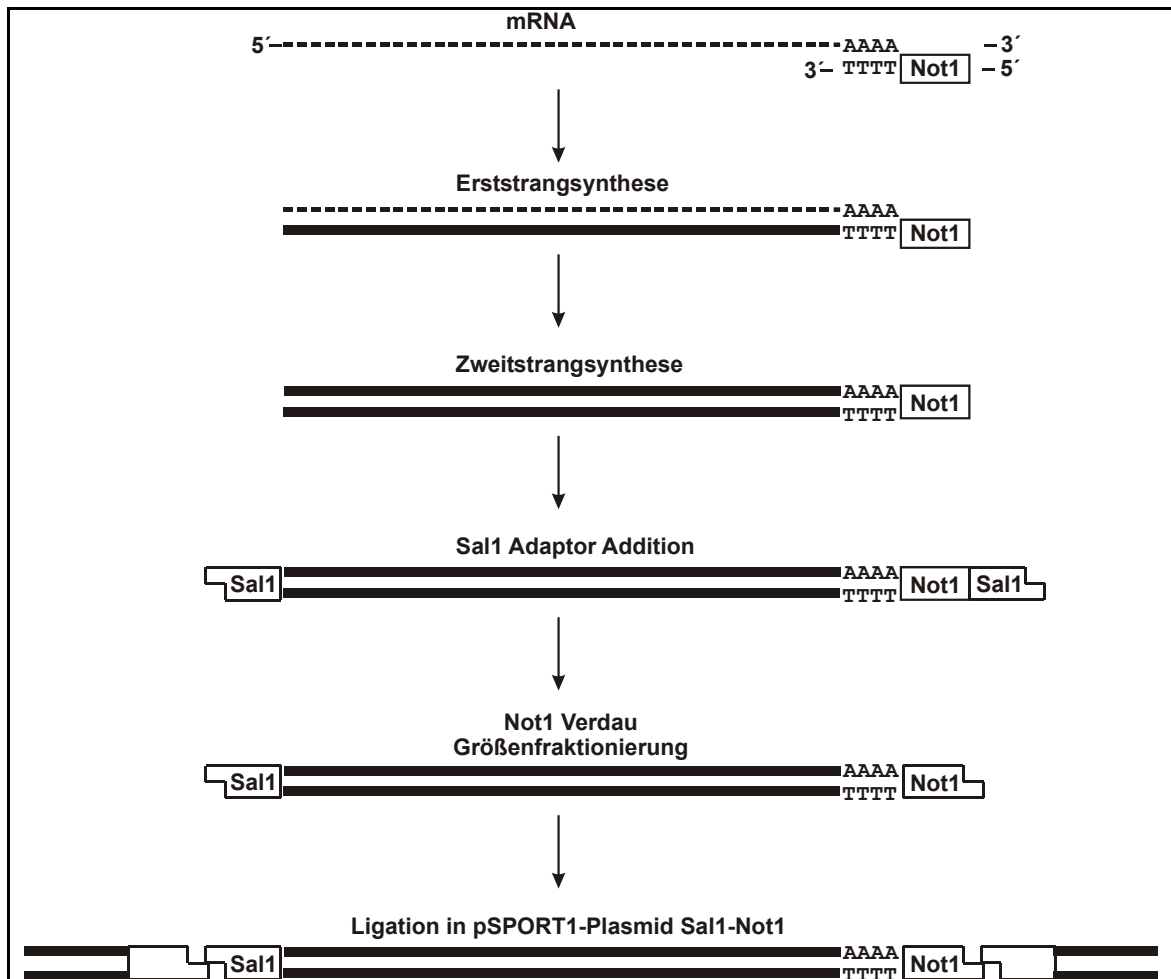 mRNA
5´ AAAA –3´
3´– TTTT Not1 –5´
Erststrangsynthese
AAAA
TTTT Not1
Zweitstrangsynthese
AAAA
TTTT Not1
Sal1 Adaptor Addition
Sal1 AAAA
TTTT Not1 Sal1
Not1 Verdau
Größenfraktionierung
Sal1 AAAA
TTTT Not1
Ligation in pSPORT1-Plasmid Sal1-Not1
Sal1 AAAA
TTTT Not1